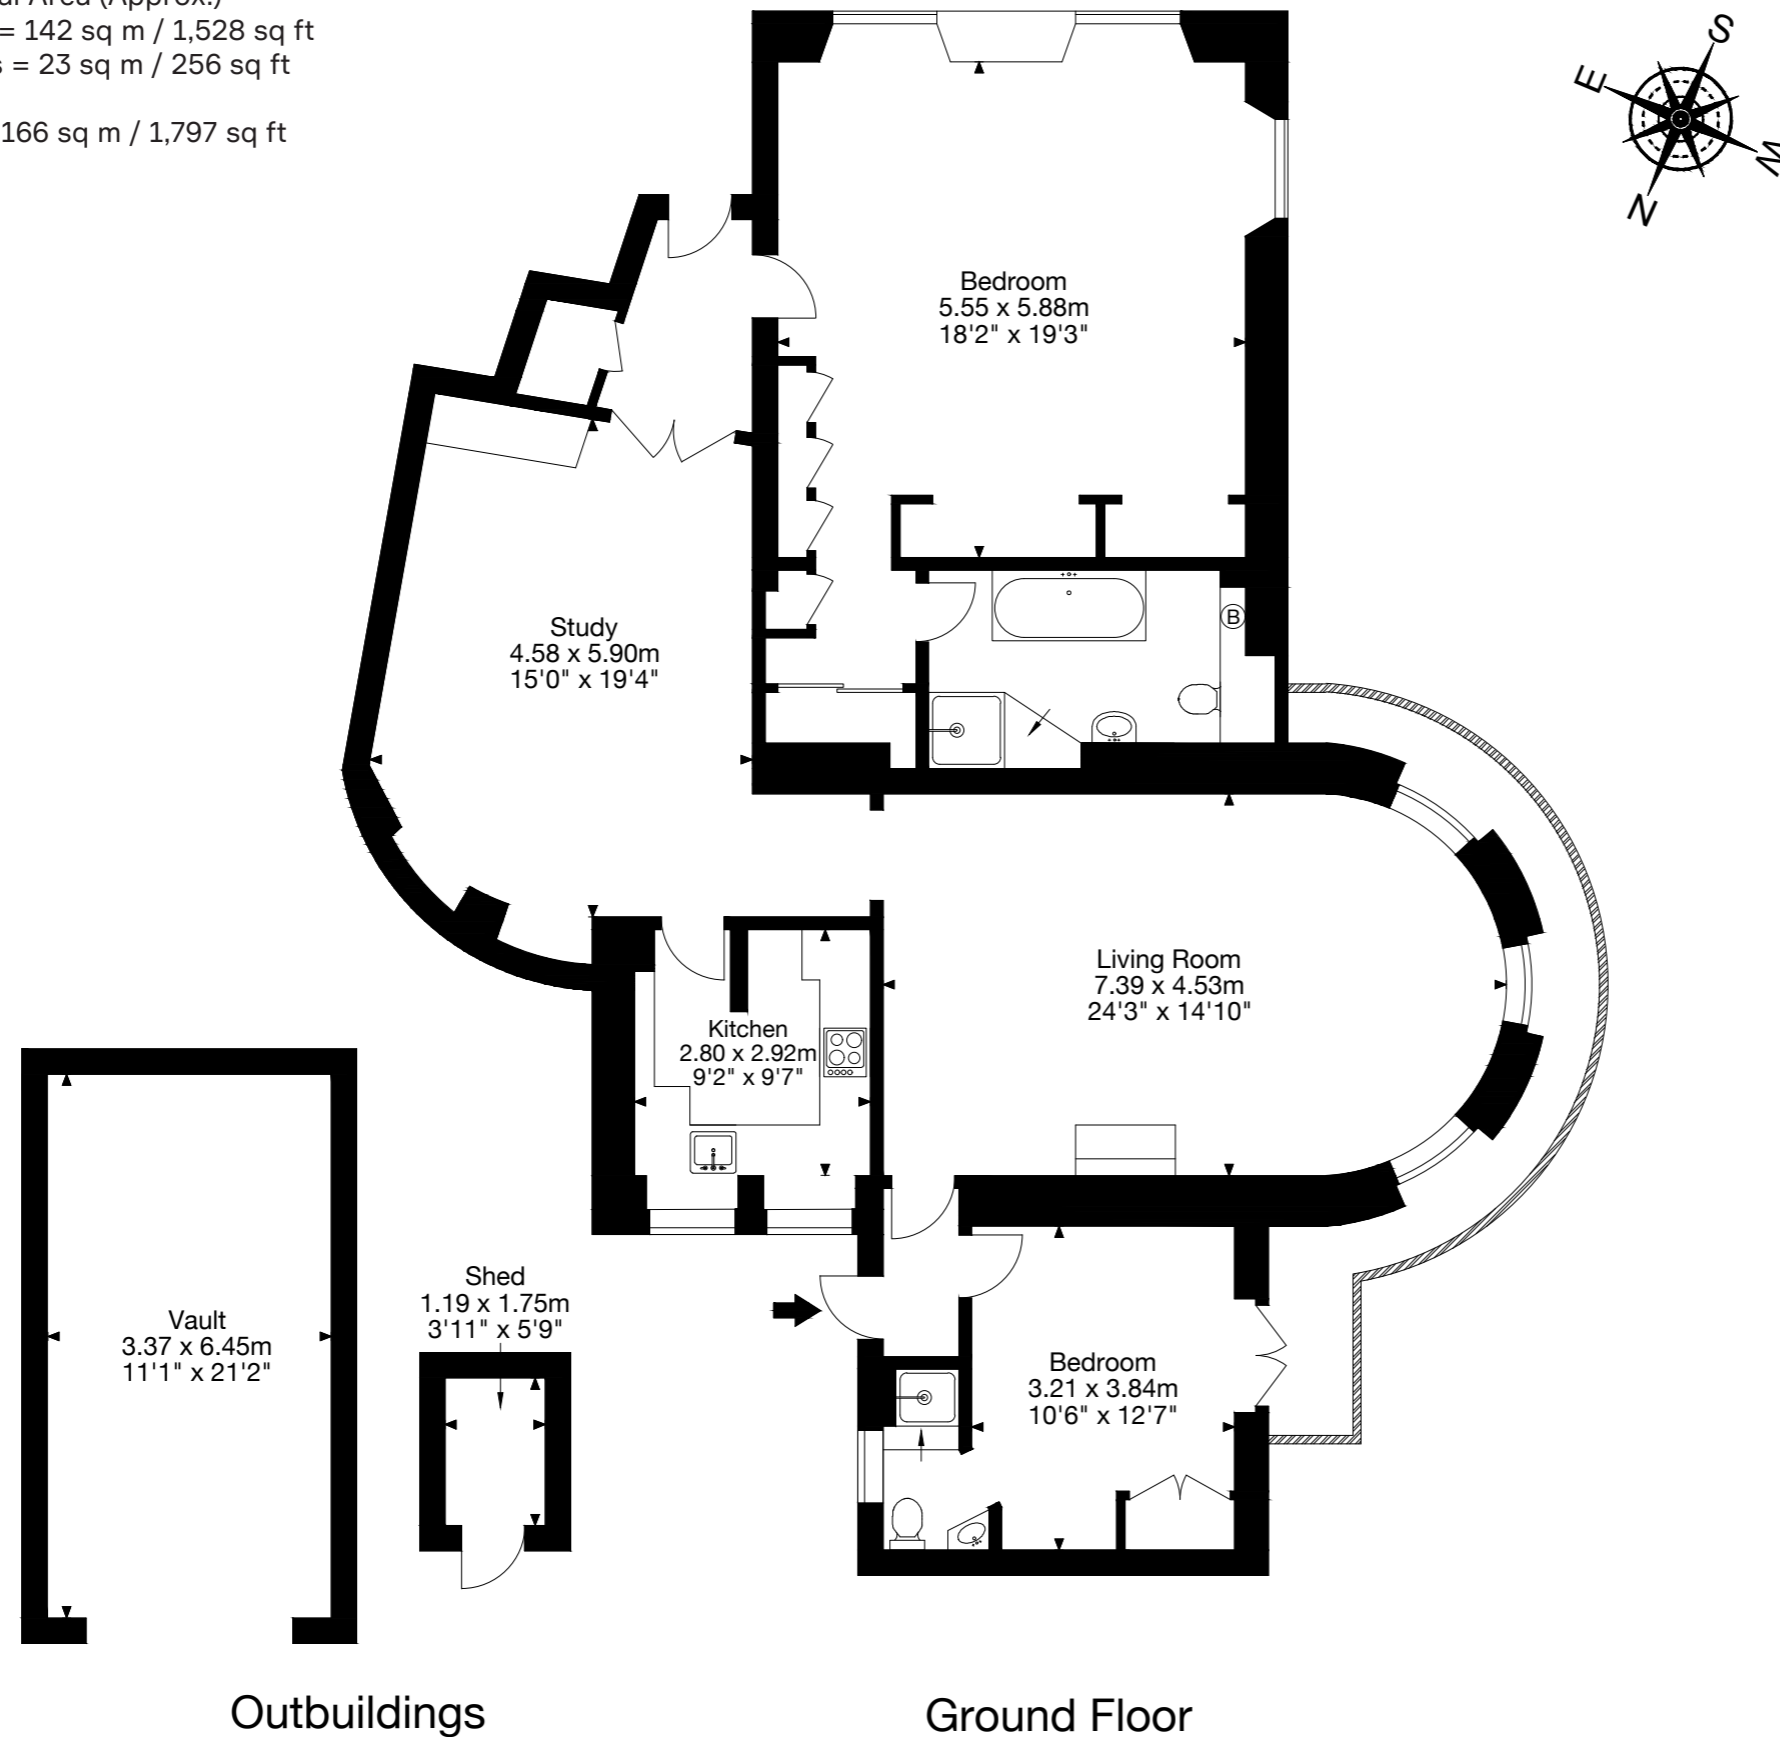 = 142 sq m / 1,528 sq ft
= 23 sq m / 256 sq ft
166 sq m / 1,797 sq ft
S
E
W
N
Bedroom
5.55 x 5.88m
18'2" x 19'3"
B
Study
4.58 x 5.90m
15'0" x 19'4"
Living Room
7.39 x 4.53m
24'3" x 14'10"
Kitchen
2.80 x 2.92m
9'2" x 9'7"
Shed
1.19 x 1.75m
3'11" x 5'9"
Vault
3.37 x 6.45m
11'1" x 21'2"
Bedroom
3.21 x 3.84m
10'6" x 12'7"
Outbuildings
Ground Floor